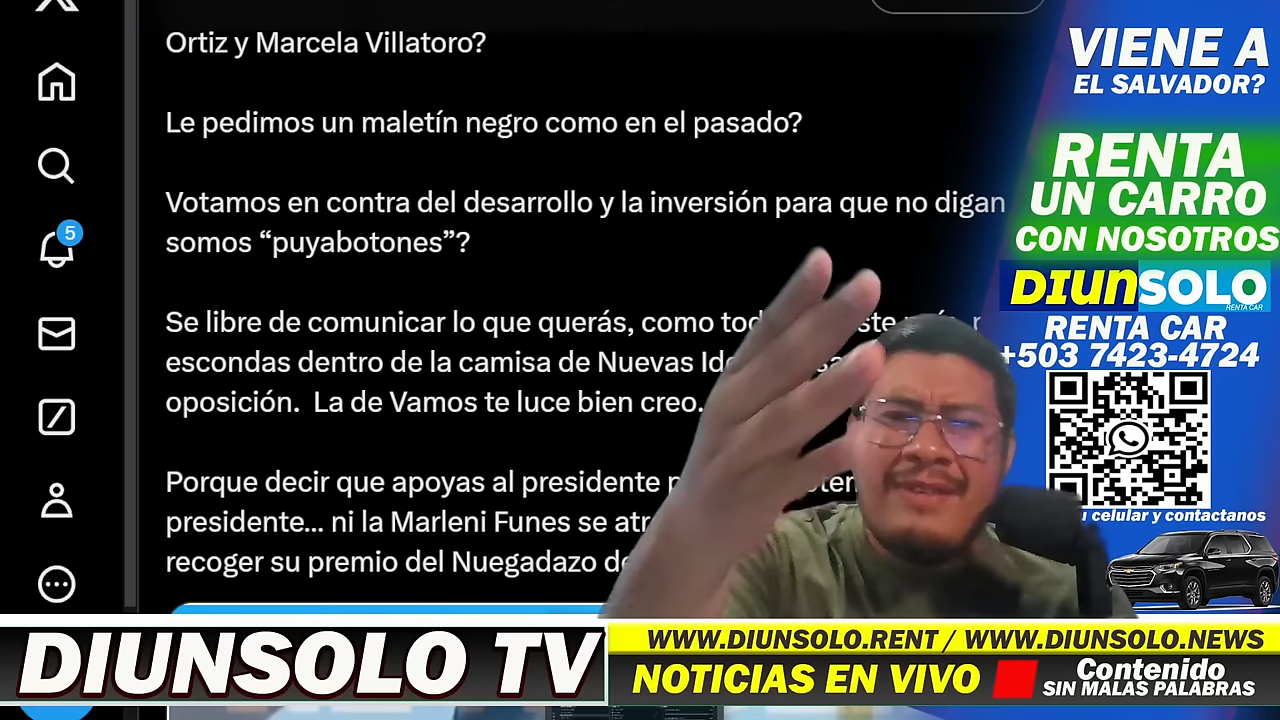 Ortiz y Marcela Villatoro?
Le pedimos un maletín negro como en el pasado?
Votamos en contra del desarrollo y la inversión para que no digan
somos “puyabotones”?
Se libre de comunicar lo que querás, como
escondas dentro de la camisa de Nuevas
oposición. La de Vamos te luce bien creo.
Porque decir que apoyas al presidente
presidente... ni la Marleni Funes se
recoger su premio del Nuegadazo
5
VIENE A
EL SALVADOR?
RENTA
UN CARRO
CON NOSOTROS
DIUNSOLO
RENTA CAR
RENTA CAR
+503 7423-4724
celular y contactanos
DIUNSOLO TV
WWW.DIUNSOLO.RENT / WWW.DIUNSOLO.NEWS
NOTICIAS EN VIVO
Contenido
SIN MALAS PALABRAS